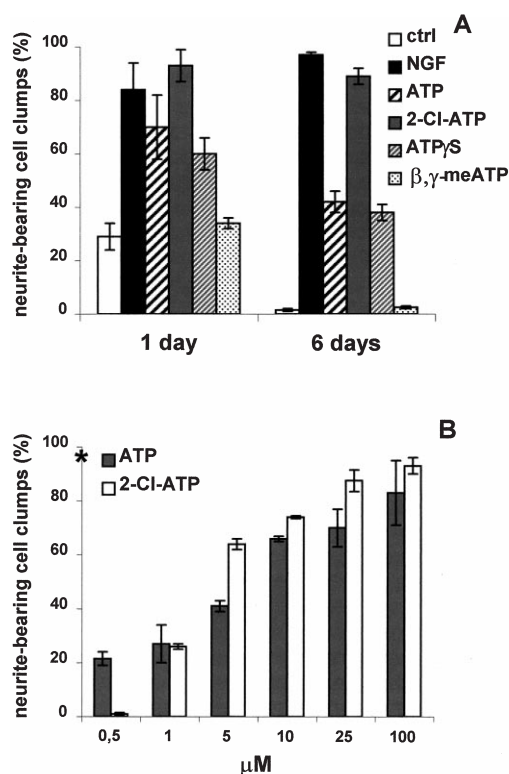 A
neurite-bearing cell clumps (%)
100
80
60
40
20
0
ctrl
NGF
ATP
2-Cl-ATP
ATPγS
β,γ-meATP
1 day
6 days
B
neurite-bearing cell clumps (%)
100
80
60
40
20
0
*
ATP
2-Cl-ATP
0,5
1
5
10
25
100
μM